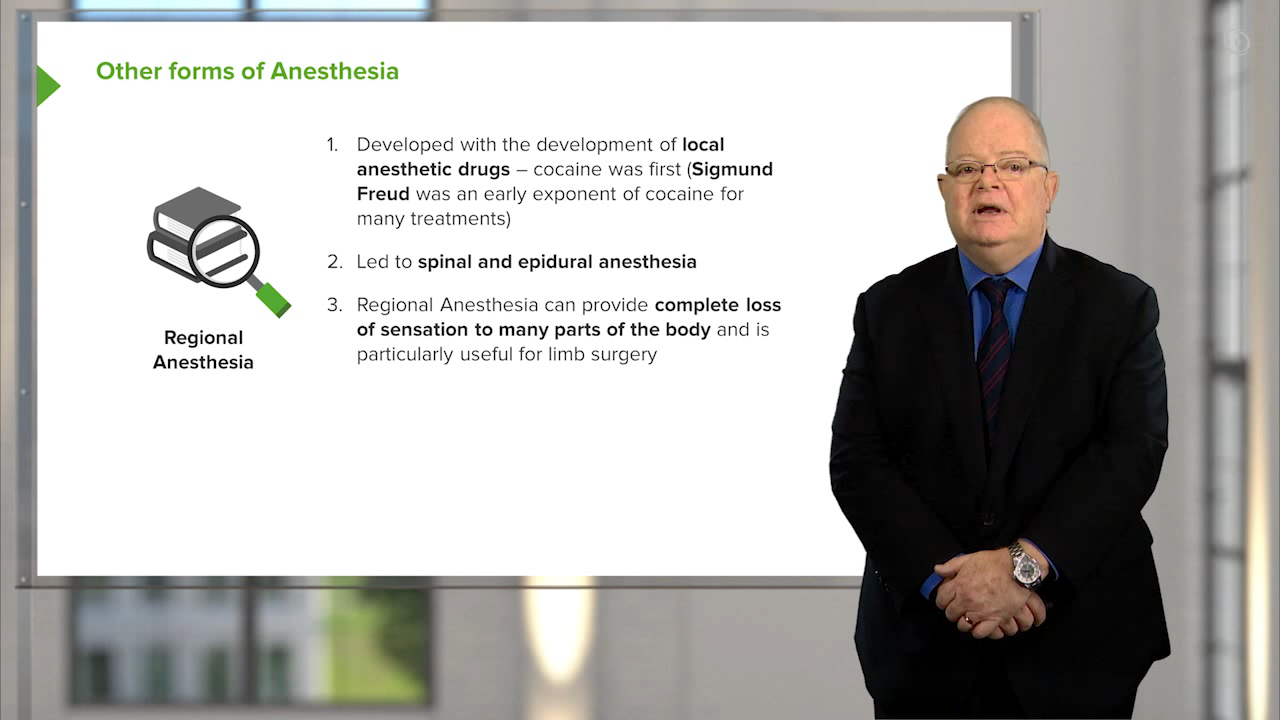 Other forms of Anesthesia
1. Developed with the development of local
anesthetic drugs – cocaine was first (Sigmund
Freud was an early exponent of cocaine for
many treatments)
2. Led to spinal and epidural anesthesia
3. Regional Anesthesia can provide complete loss
of sensation to many parts of the body and is
particularly useful for limb surgery
Regional
Anesthesia